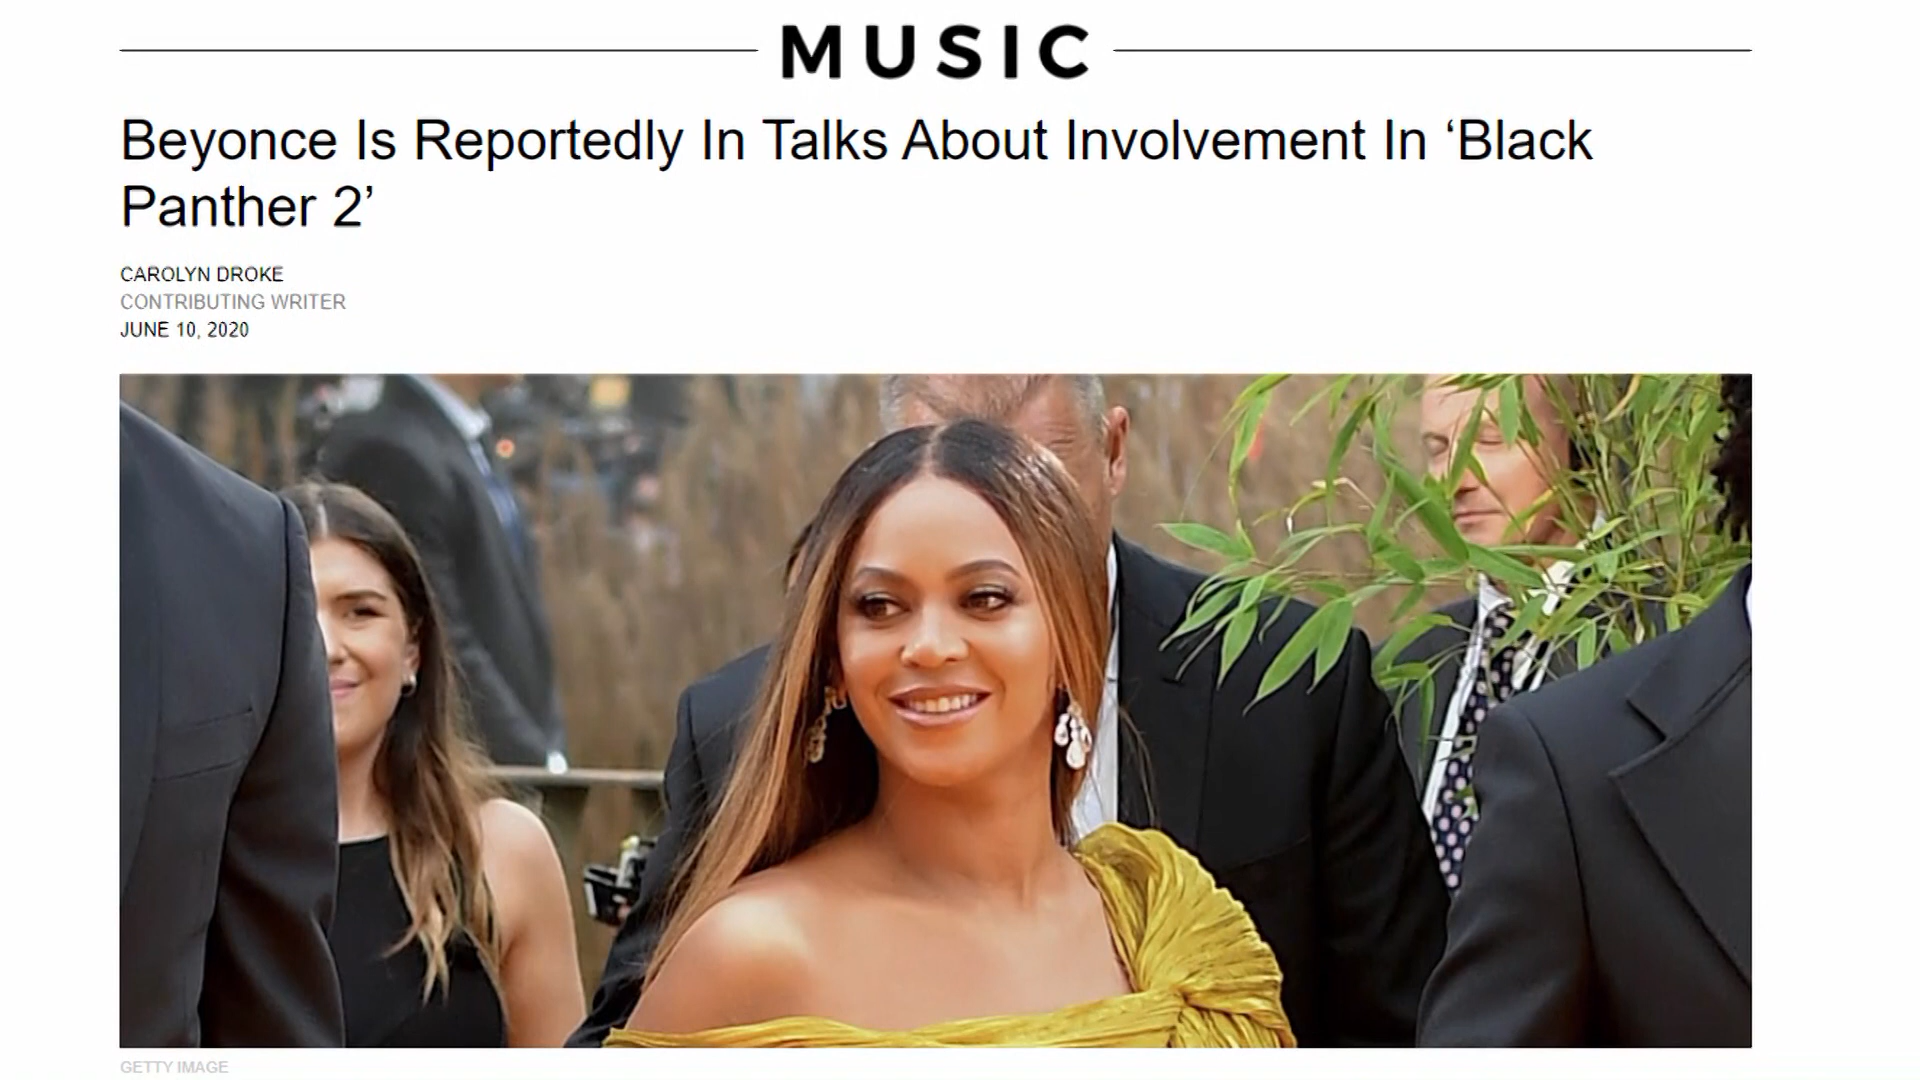 MUSIC
Beyonce Is Reportedly In Talks About Involvement In ‘Black
Panther 2’
CAROLYN DROKE
CONTRIBUTING WRITER
JUNE 10, 2020
GETTY IMAGE